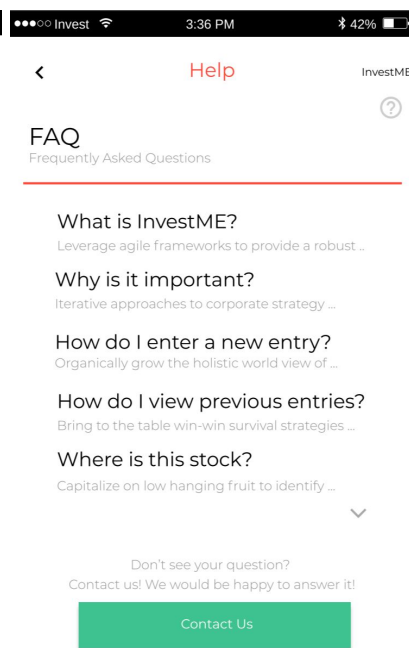 Invest 3:36 PM 42%
Help InvestME
FAQ
Frequently Asked Questions
What is InvestME?
Leverage agile frameworks to provide a robust ..
Why is it important?
Iterative approaches to corporate strategy ...
How do I enter a new entry?
Organically grow the holistic world view of ...
How do I view previous entries?
Bring to the table win-win survival strategies ...
Where is this stock?
Capitalize on low hanging fruit to identify ...
Don't see your question?
Contact us! We would be happy to answer it!
Contact Us